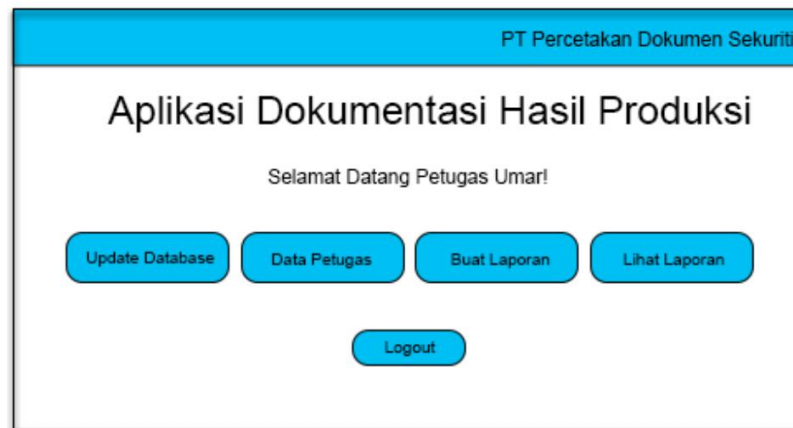 PT Percetakan Dokumen Sekuriti
Aplikasi Dokumentasi Hasil Produksi
Selamat Datang Petugas Umar!
Update Database
Data Petugas
Buat Laporan
Lihat Laporan
Logout